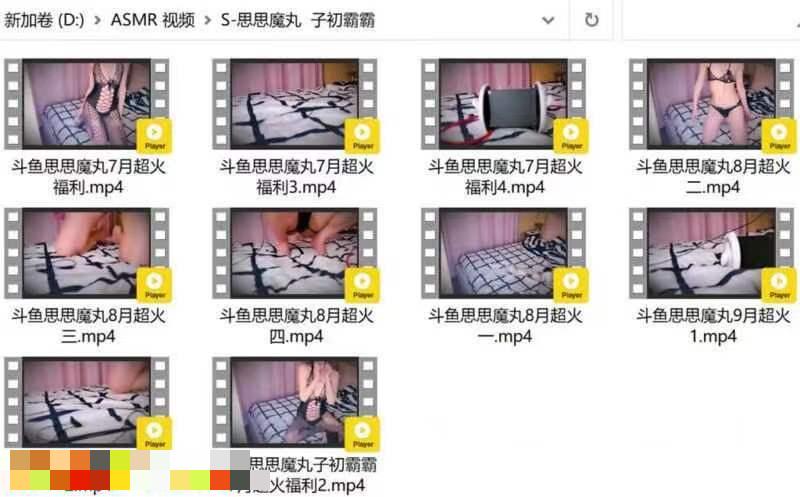 新加卷 (D:) > ASMR 视频 > S-思思魔丸 子初霸霸
斗鱼思思魔丸7月超火
福利.mp4
斗鱼思思魔丸7月超火
福利3.mp4
斗鱼思思魔丸7月超火
福利4.mp4
斗鱼思思魔丸8月超火
二.mp4
斗鱼思思魔丸8月超火
三.mp4
斗鱼思思魔丸8月超火
四.mp4
斗鱼思思魔丸8月超火
一.mp4
斗鱼思思魔丸9月超火
1.mp4
思思魔丸子初霸霸
月超火福利2.mp4
Player
Player
Player
Player
Player
Player
Player
Player
Player
Player